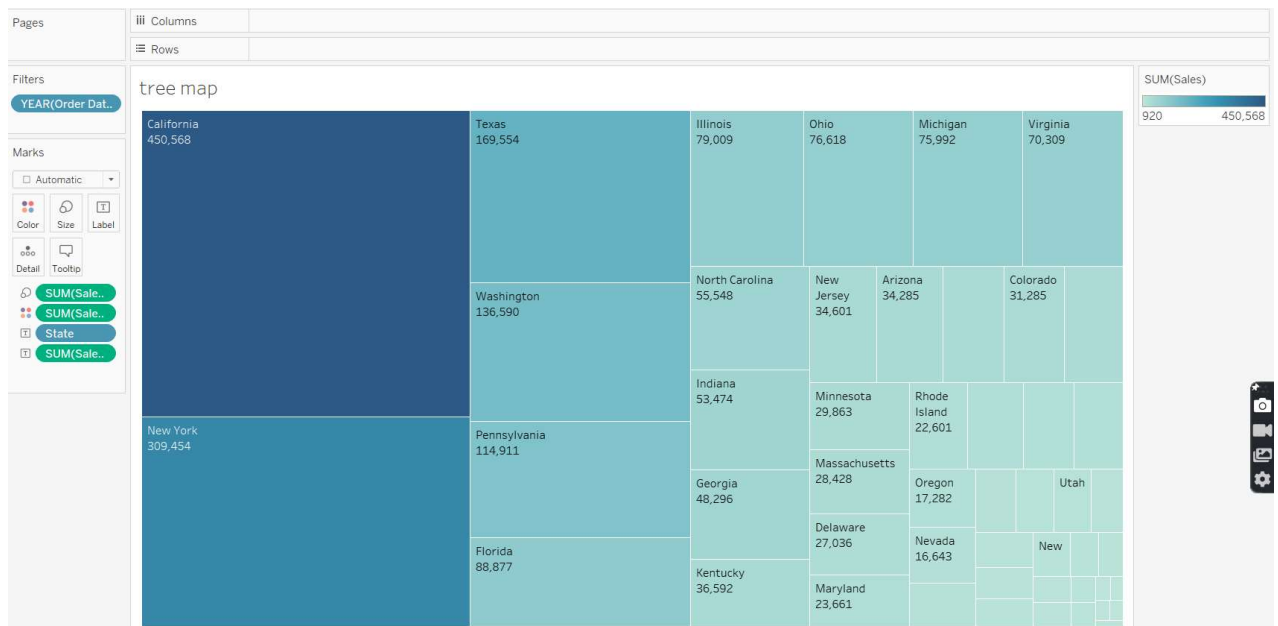 Pages
Columns
Rows
Filters
YEAR(Order Dat..
Marks
Automatic
Color
Size
Label
Detail
Tooltip
SUM(Sale..
SUM(Sale..
State
SUM(Sale..
tree map
California
450,568
New York
309,454
Texas
169,554
Washington
136,590
Pennsylvania
114,911
Florida
88,877
Illinois
79,009
Ohio
76,618
Michigan
75,992
Virginia
70,309
North Carolina
55,548
Indiana
53,474
Georgia
48,296
Kentucky
36,592
New
Jersey
34,601
Arizona
34,285
Colorado
31,285
Minnesota
29,863
Massachusetts
28,428
Delaware
27,036
Maryland
23,661
Rhode
Island
22,601
Oregon
17,282
Nevada
16,643
Utah
New
SUM(Sales)
920
450,568